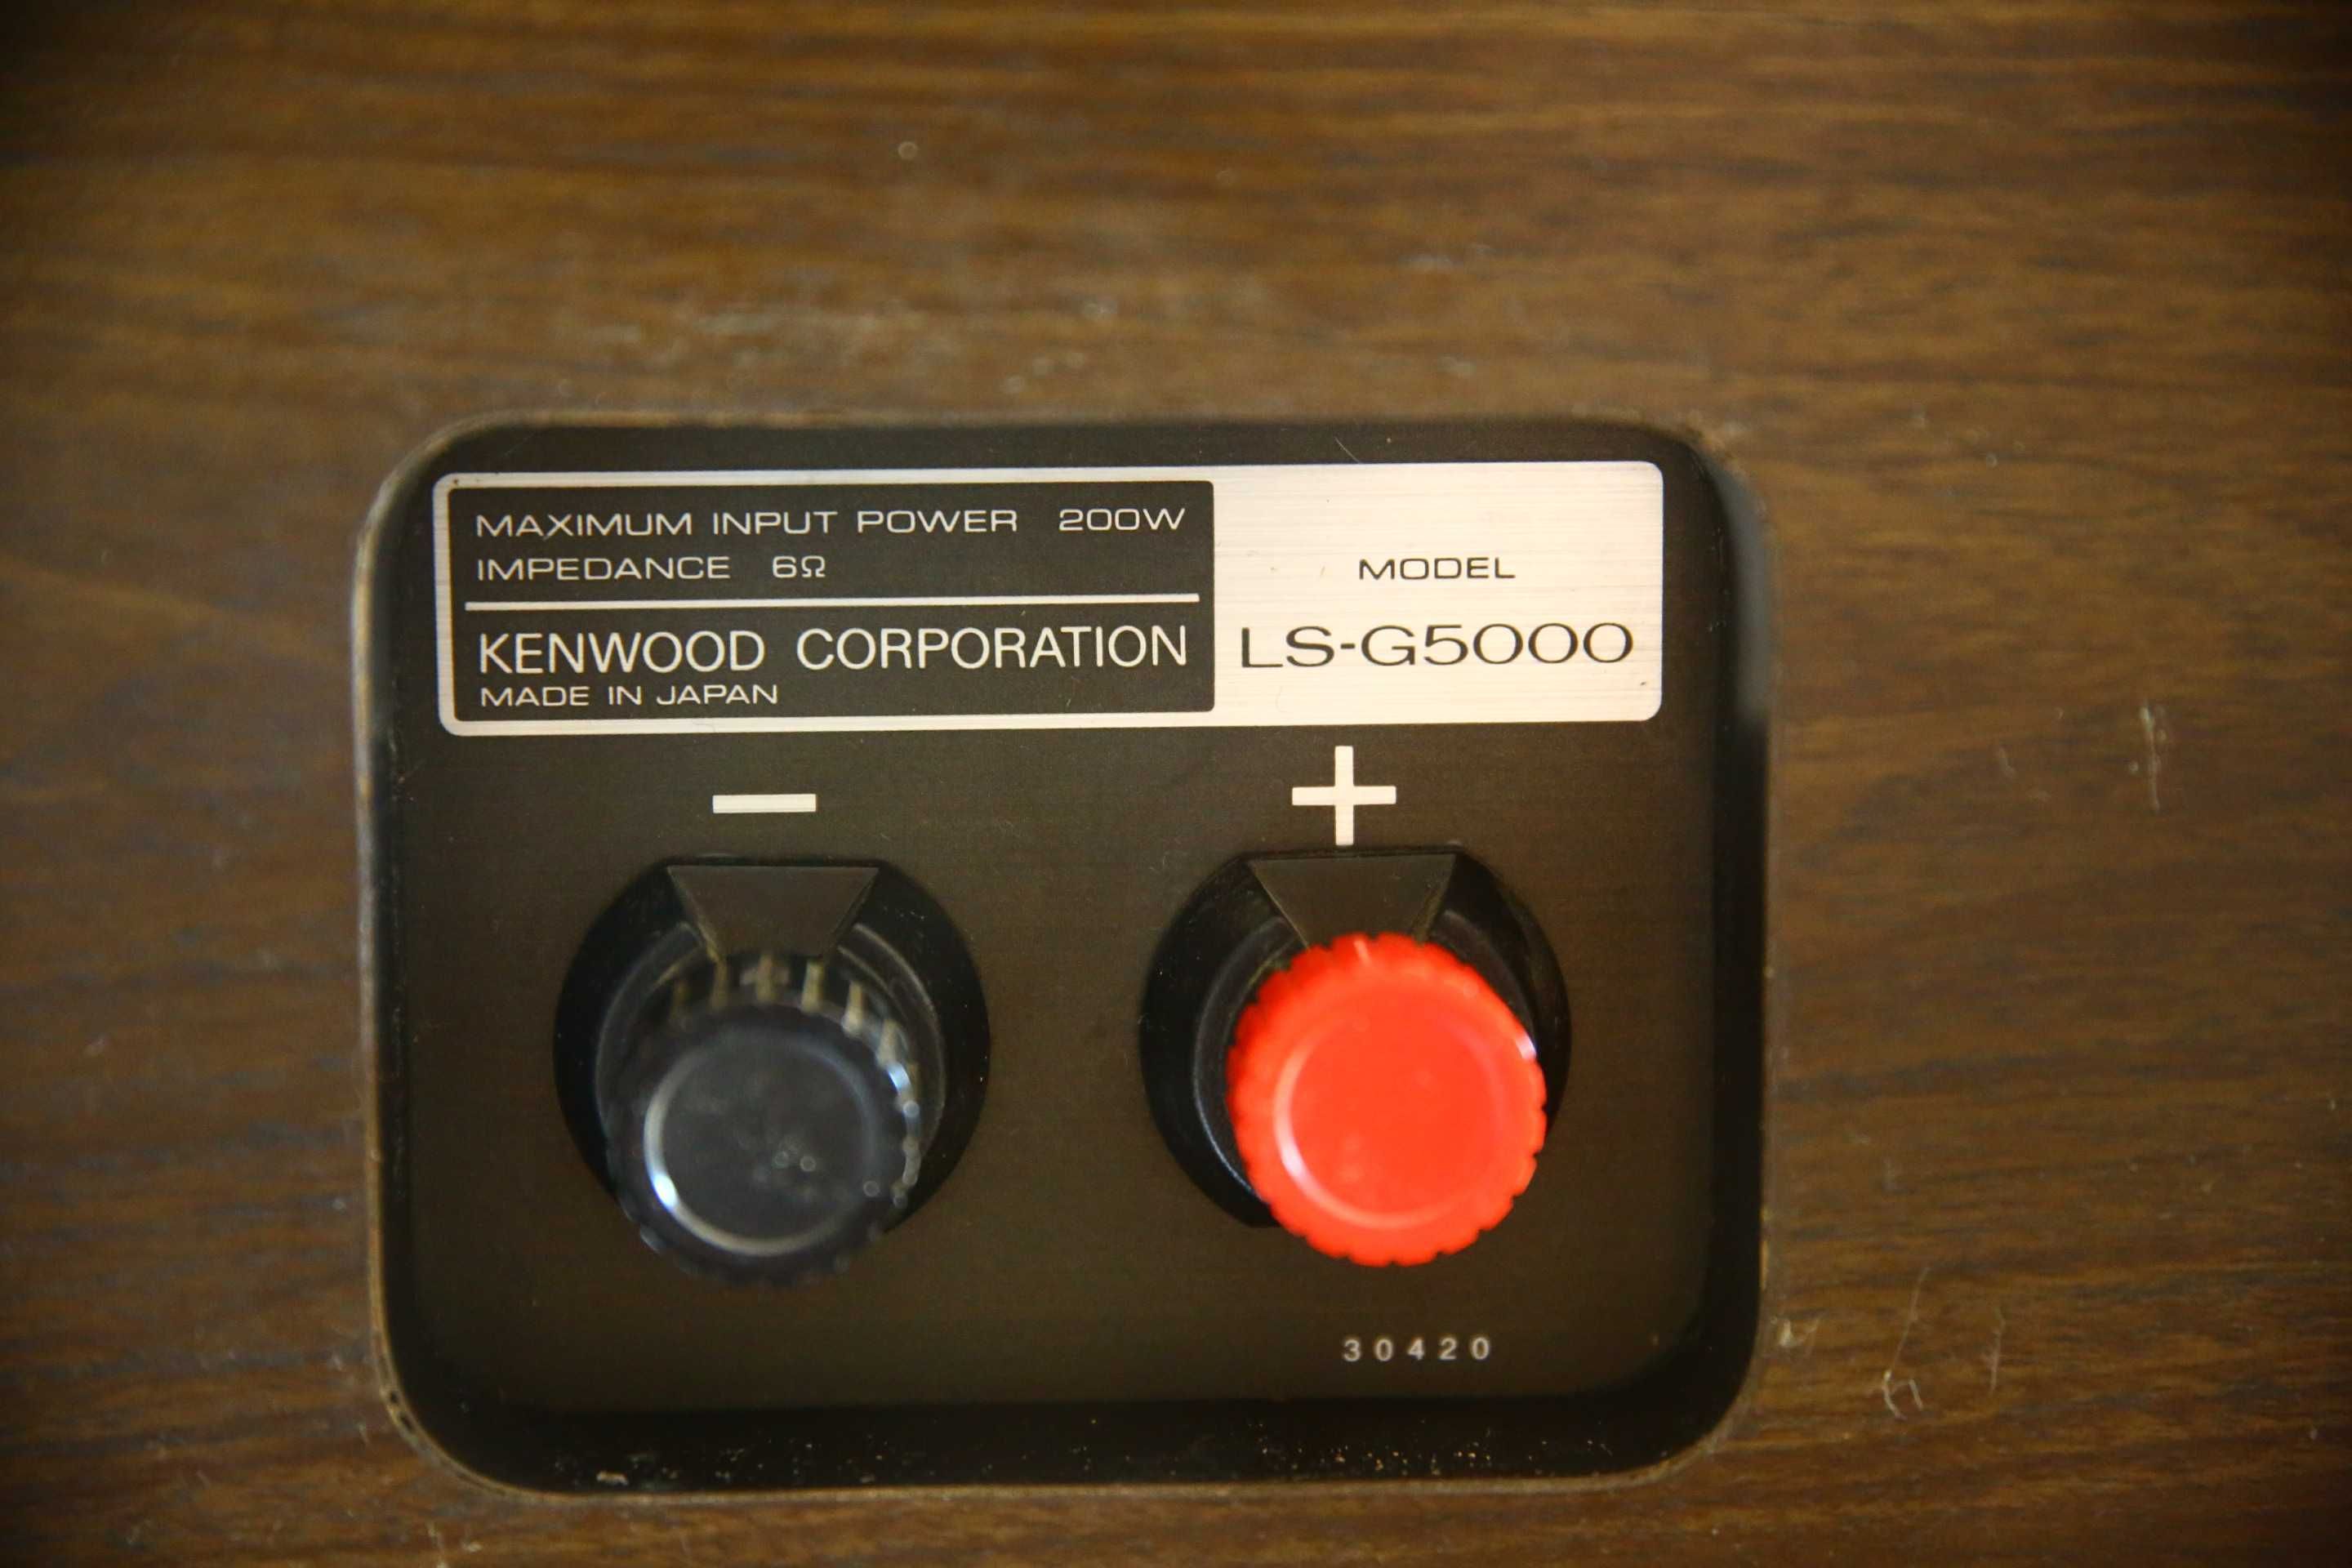 MAXIMUM INPUT POWER 200W
IMPEDANCE 6Ω
KENWOOD CORPORATION
MADE IN JAPAN
MODEL
LS-G5000
— +
30420